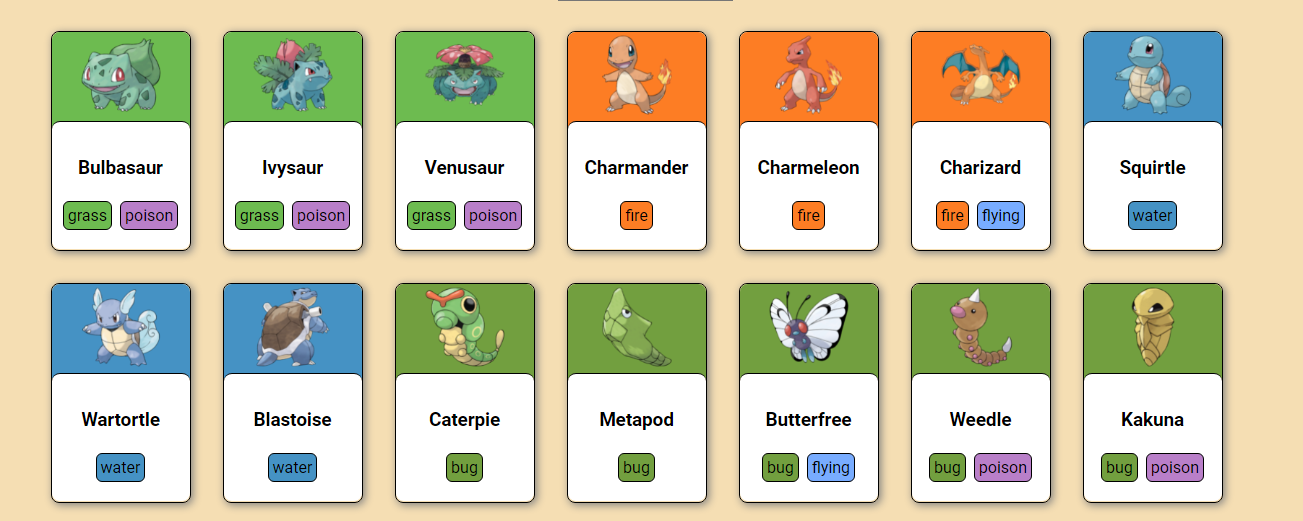 Bulbasaur
grass poison
Ivysaur
grass poison
Venusaur
grass poison
Charmander
fire
Charmeleon
fire
Charizard
fire flying
Squirtle
water
Wartortle
water
Blastoise
water
Caterpie
bug
Metapod
bug
Butterfree
bug flying
Weedle
bug poison
Kakuna
bug poison